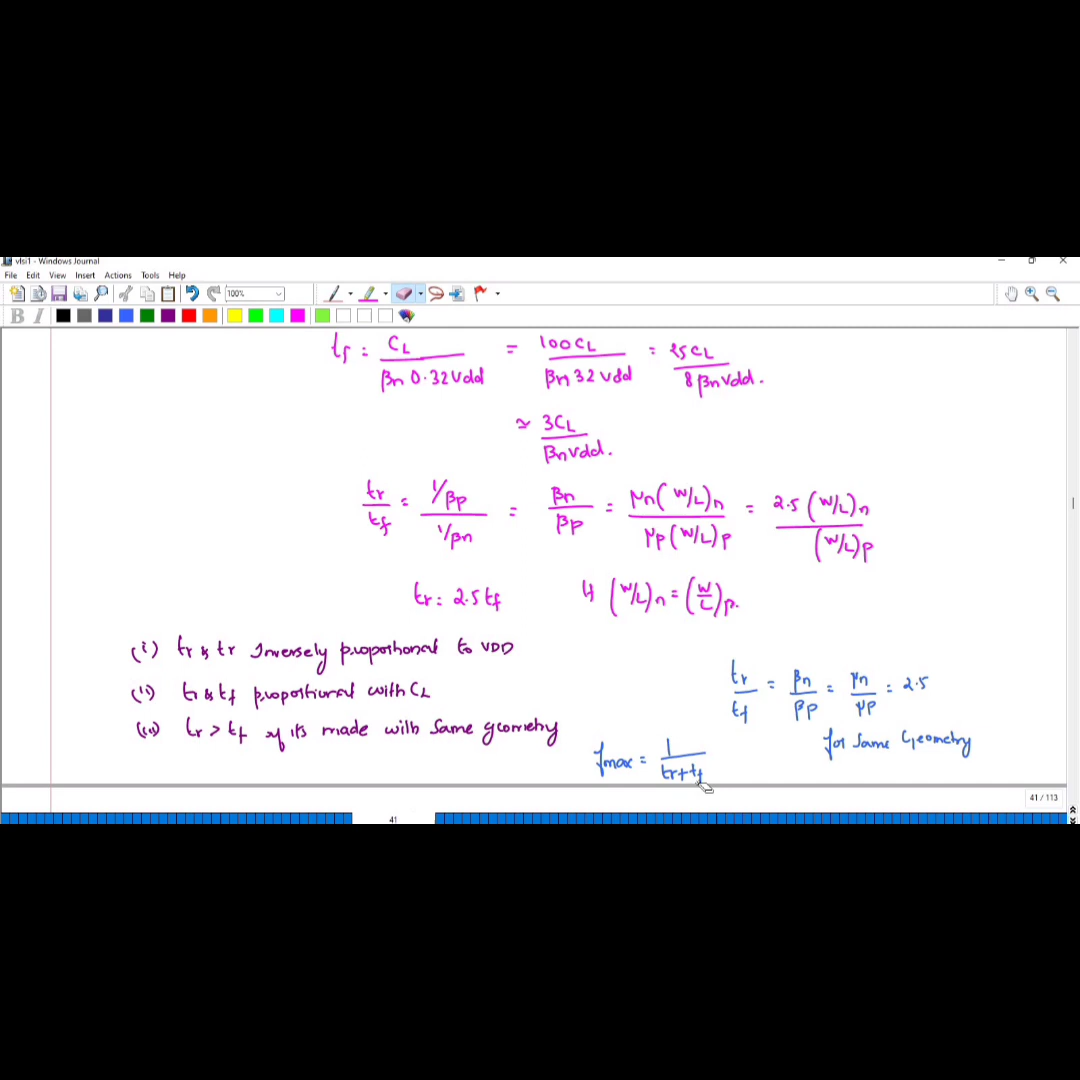 vlsi1 - Windows Journal
File Edit View Insert Actions Tools Help
100%
B I
tf = CL / βn 0.32 Vdd = 100CL / βn 32 Vdd = 25CL / 8 βn Vdd.
≃ 3CL / βn Vdd.
tr/tf = (1/βp) / (1/βn) = βn/βp = μn(W/L)n / μp(W/L)p = 2.5 (W/L)n / (W/L)p
tr = 2.5 tf if (W/L)n = (W/L)p.
(i) tr & tr Inversely proportional to VDD
(ii) tr & tf proportional with CL
(iii) tr > tf if its made with Same geometry
tr/tf = βn/βp = μn/μp = 2.5
for Same Geometry
fmax = 1 / tr+tf
41 / 113
41